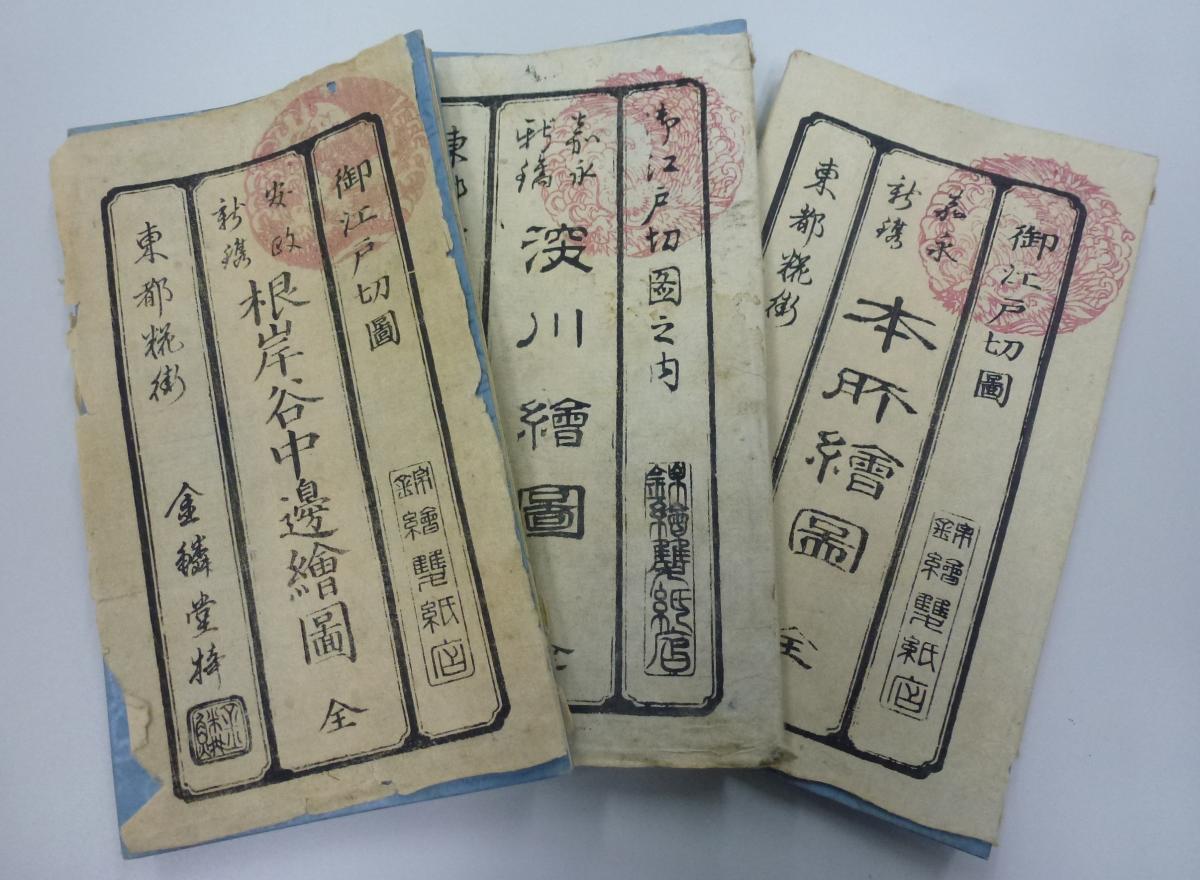 御江戸切圖 錦繪雙紙店
安政
新鐫
根岸谷中邊繪圖 全
東都糀街 金鱗堂梓
御江戸切圖之内 錦繪雙紙店
嘉永
新鐫
深川繪圖
東都
御江戸切圖 錦繪雙紙店
嘉永
新鐫
本所繪圖 全
東都糀街